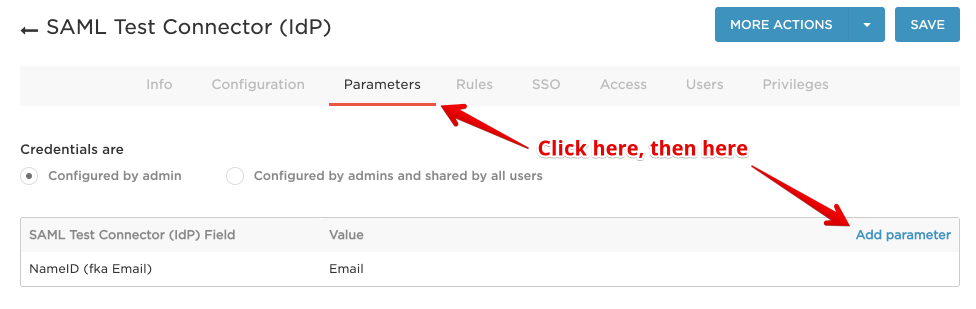 SAML Test Connector (IdP)
MORE ACTIONS
SAVE
Info Configuration Parameters Rules SSO Access Users Privileges
Click here, then here
Credentials are
Configured by admin Configured by admins and shared by all users
SAML Test Connector (IdP) Field Value Add parameter
NameID (fka Email) Email